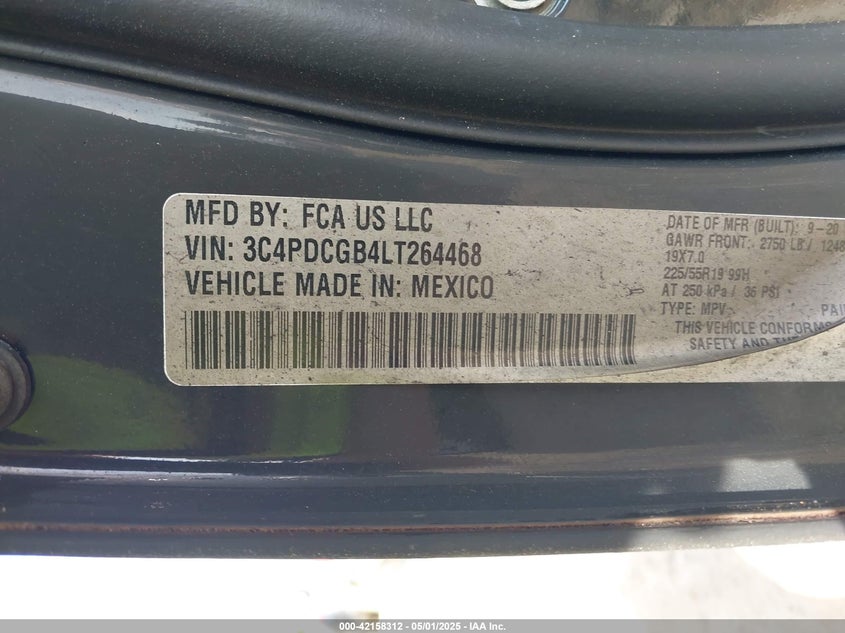 MFD BY: FCA US LLC
VIN: 3C4PDCGB4LT264468
VEHICLE MADE IN: MEXICO
DATE OF MFR (BUILT): 9-20
GAWR FRONT: 2750 LB / 1248
19X7.0
225/55R19 99H
AT 250 kPa / 36 PSI
TYPE: MPV
THIS VEHICLE CONFORMS
SAFETY AND
000-42158312 - 05/01/2025 - IAA Inc.